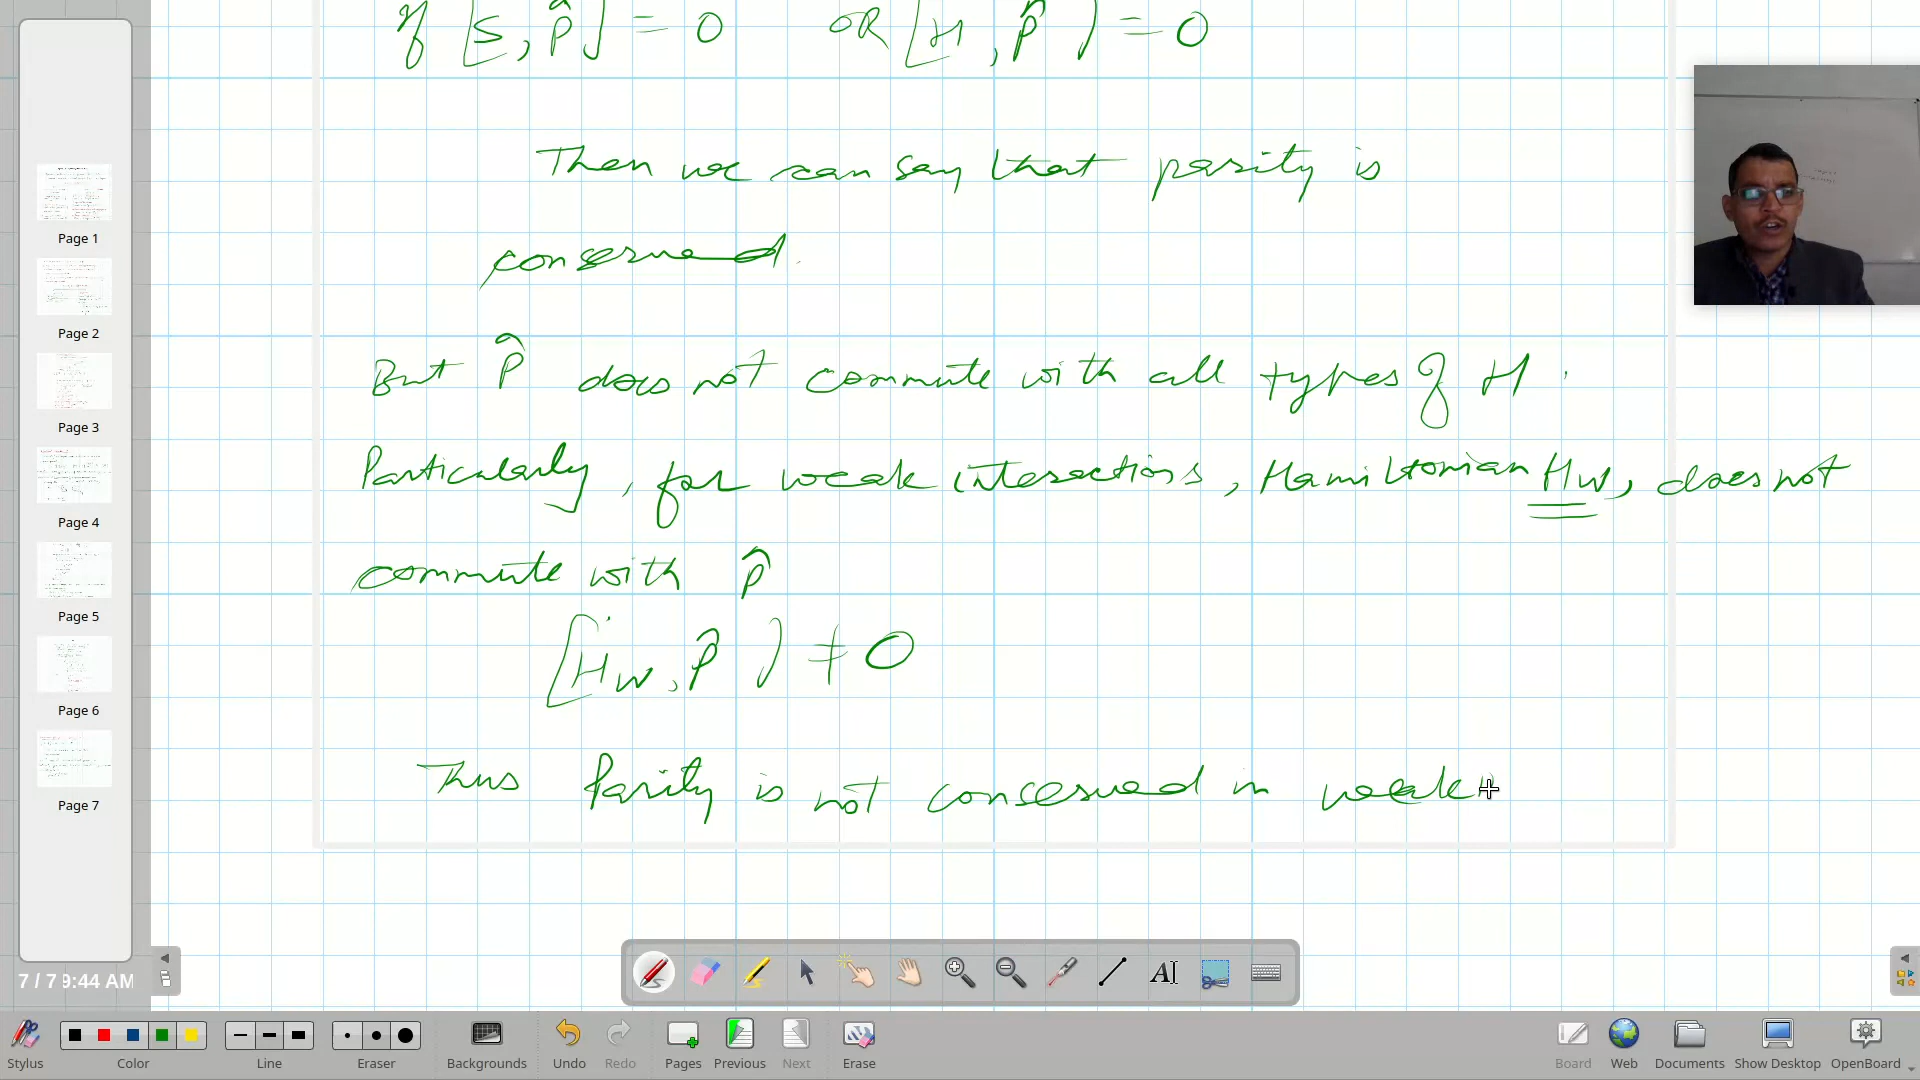 If [S, P̂] = 0 OR [H, P̂] = 0
Then we can say that parity is
conserved.
But P̂ does not commute with all types of H.
Particularly, for weak interactions, Hamiltonian Hw, does not
commute with P̂
[Hw, P̂] ≠ 0
Thus Parity is not conserved in weak
Page 1
Page 2
Page 3
Page 4
Page 5
Page 6
Page 7
7 / 7 9:44 AM
AI
Stylus Color Line Eraser Backgrounds Undo Redo Pages Previous Next Erase Board Web Documents Show Desktop OpenBoard